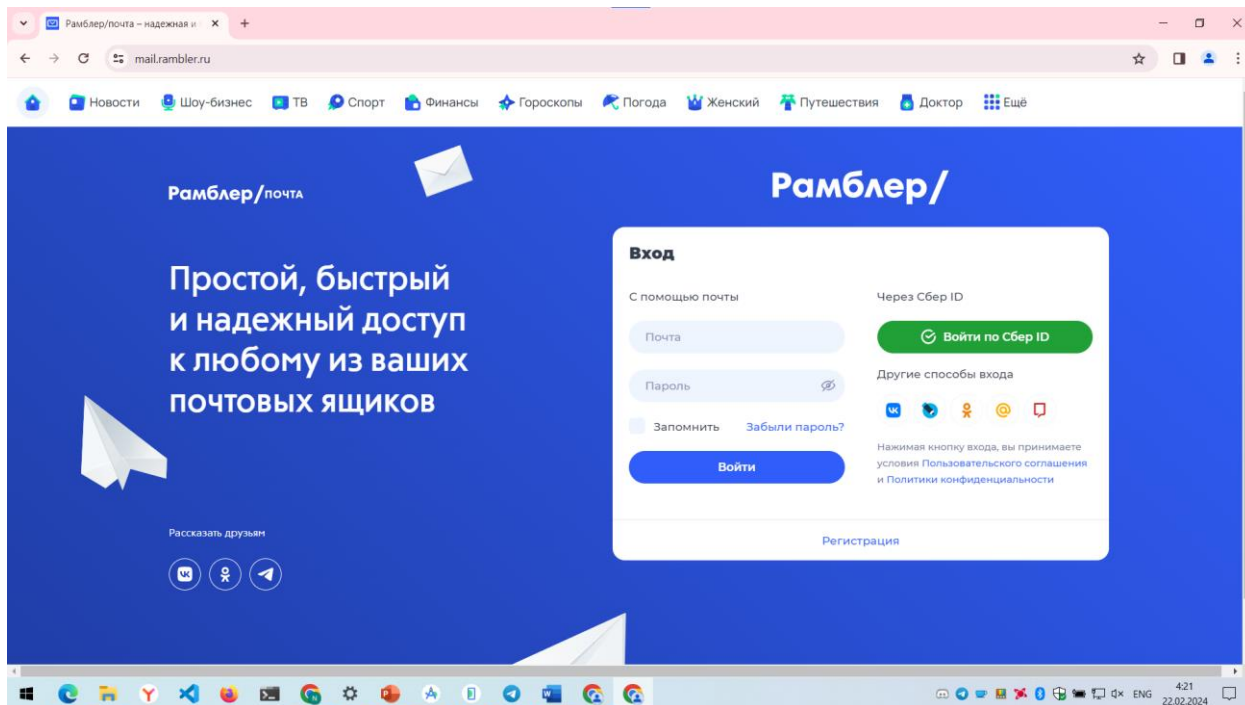 Рамблер/почта – надежная и
mail.rambler.ru
Новости Шоу-бизнес ТВ Спорт Финансы Гороскопы Погода Женский Путешествия Доктор Ещё
Рамблер/почта
Простой, быстрый
и надежный доступ
к любому из ваших
почтовых ящиков
Рассказать друзьям
Рамблер/
Вход
С помощью почты
Почта
Пароль
Запомнить Забыли пароль?
Войти
Через Сбер ID
Войти по Сбер ID
Другие способы входа
Нажимая кнопку входа, вы принимаете
условия Пользовательского соглашения
и Политики конфиденциальности
Регистрация
ENG
4:21
22.02.2024